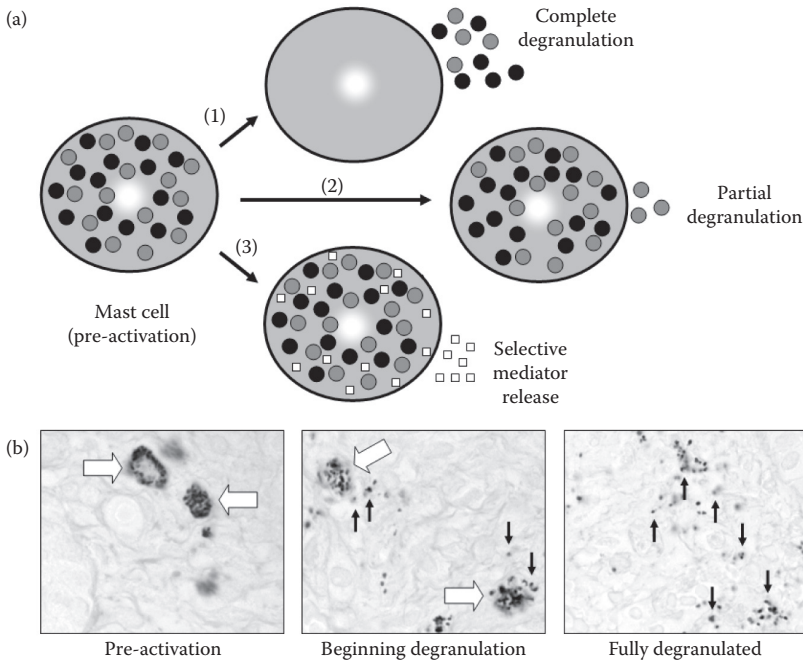 (a)
Complete
degranulation
(1)
(2)
Partial
degranulation
(3)
Mast cell
(pre-activation)
Selective
mediator
release
(b)
Pre-activation
Beginning degranulation
Fully degranulated